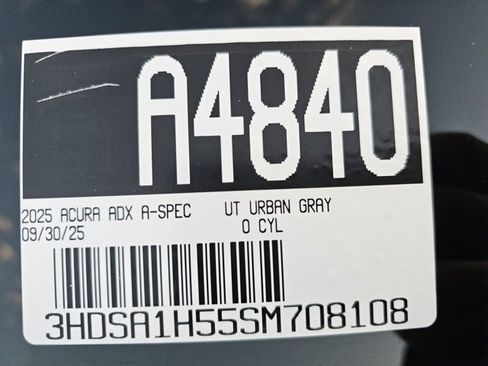 A4840
2025 ACURA ADX A-SPEC UT URBAN GRAY
09/30/25 0 CYL
3HDSA1H55SM708108